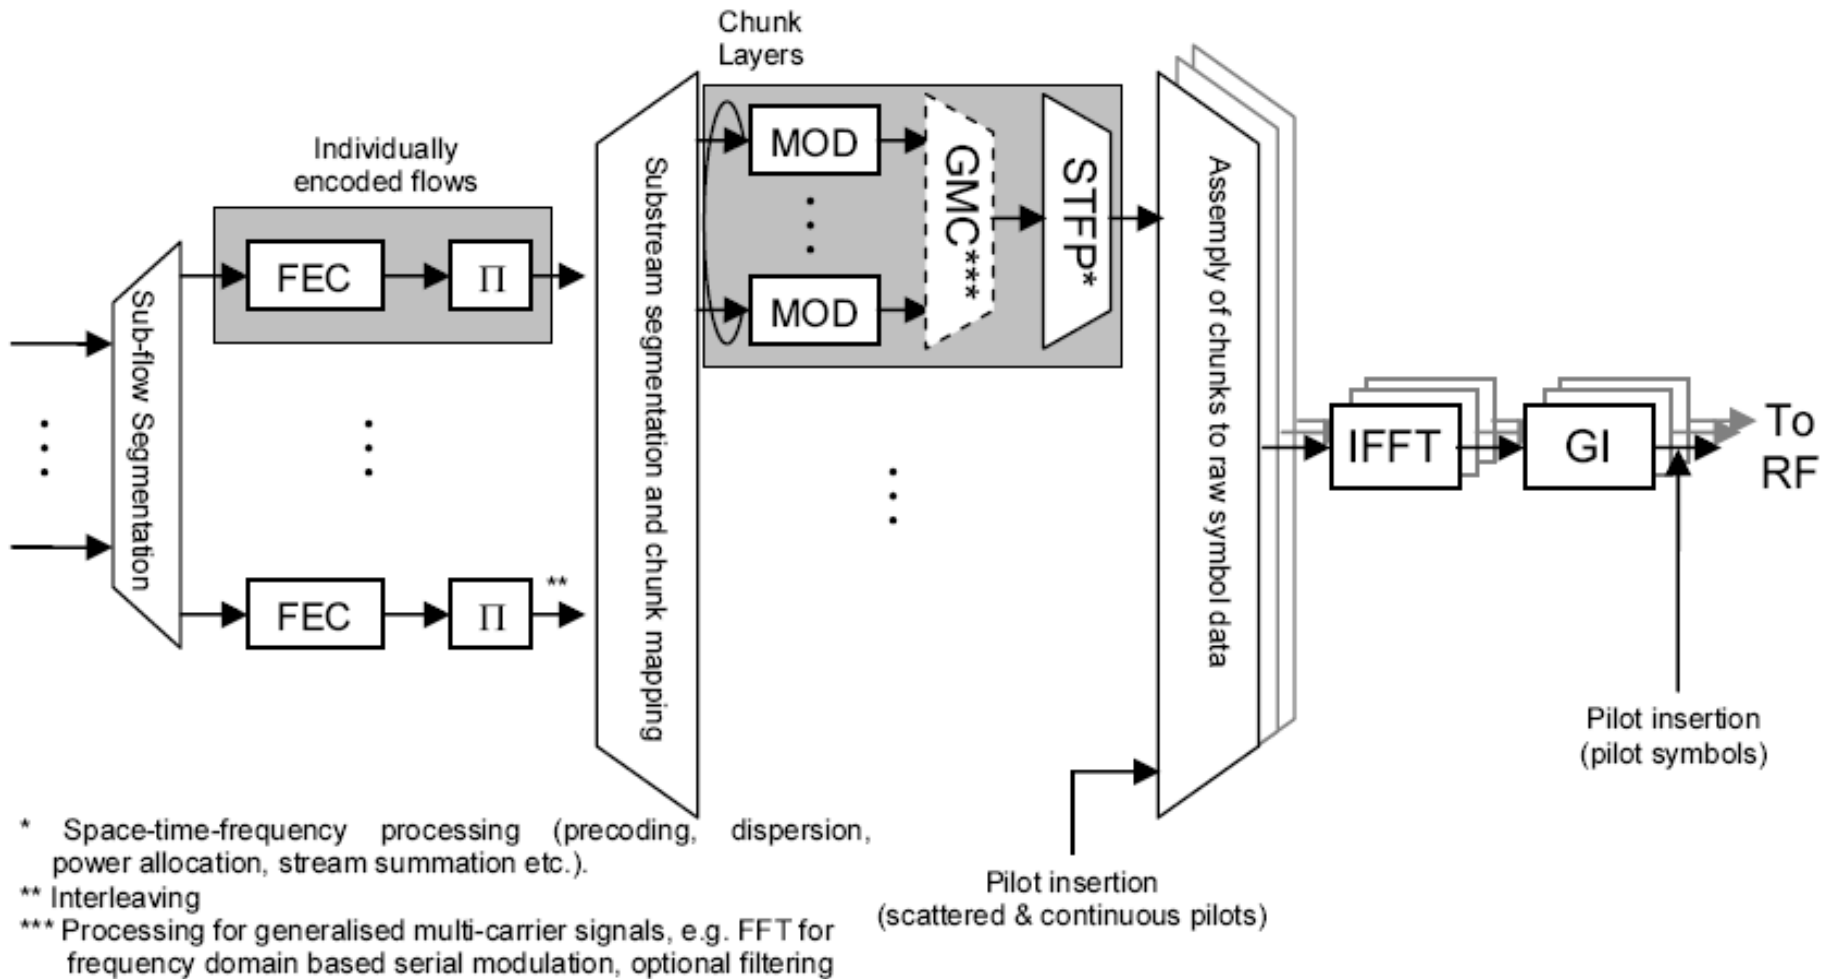 Chunk
Layers
Individually
encoded flows
Sub-flow Segmentation
FEC
Π
FEC
Π
**
Substream segmentation and chunk mapping
MOD
MOD
GMC***
STFP*
Assemply of chunks to raw symbol data
IFFT
GI
To
RF
Pilot insertion
(pilot symbols)
Pilot insertion
(scattered & continuous pilots)
* Space-time-frequency processing (precoding, dispersion,
power allocation, stream summation etc.).
** Interleaving
*** Processing for generalised multi-carrier signals, e.g. FFT for
frequency domain based serial modulation, optional filtering